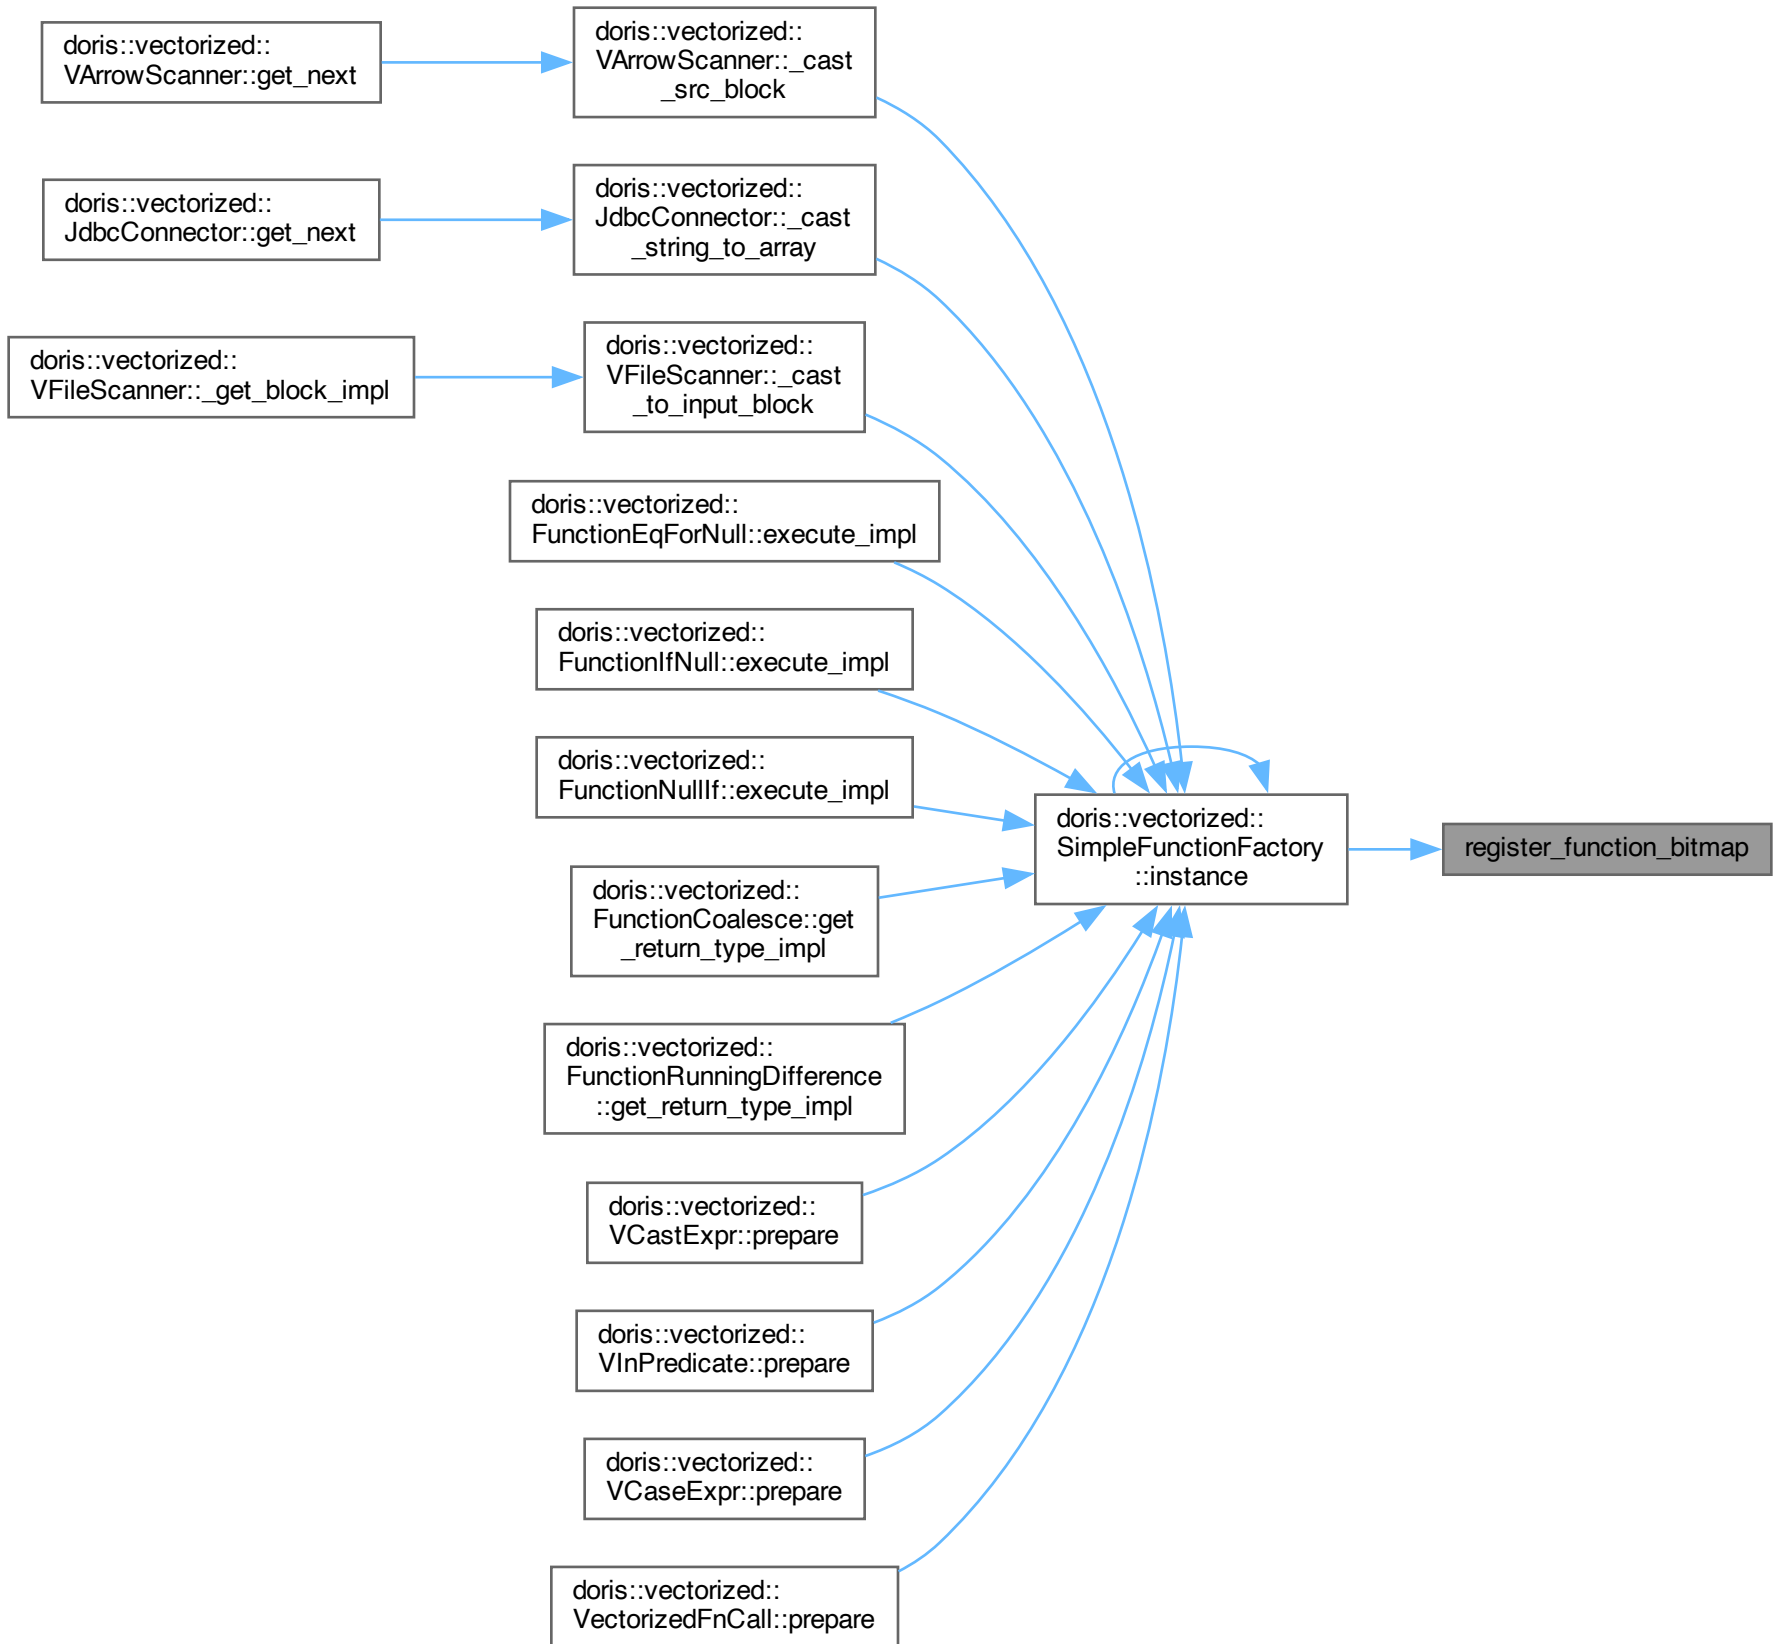 doris::vectorized::
VArrowScanner::get_next
doris::vectorized::
VArrowScanner::_cast
_src_block
doris::vectorized::
JdbcConnector::get_next
doris::vectorized::
JdbcConnector::_cast
_string_to_array
doris::vectorized::
VFileScanner::_get_block_impl
doris::vectorized::
VFileScanner::_cast
_to_input_block
doris::vectorized::
FunctionEqForNull::execute_impl
doris::vectorized::
FunctionIfNull::execute_impl
doris::vectorized::
FunctionNullIf::execute_impl
doris::vectorized::
SimpleFunctionFactory
::instance
register_function_bitmap
doris::vectorized::
FunctionCoalesce::get
_return_type_impl
doris::vectorized::
FunctionRunningDifference
::get_return_type_impl
doris::vectorized::
VCastExpr::prepare
doris::vectorized::
VInPredicate::prepare
doris::vectorized::
VCaseExpr::prepare
doris::vectorized::
VectorizedFnCall::prepare